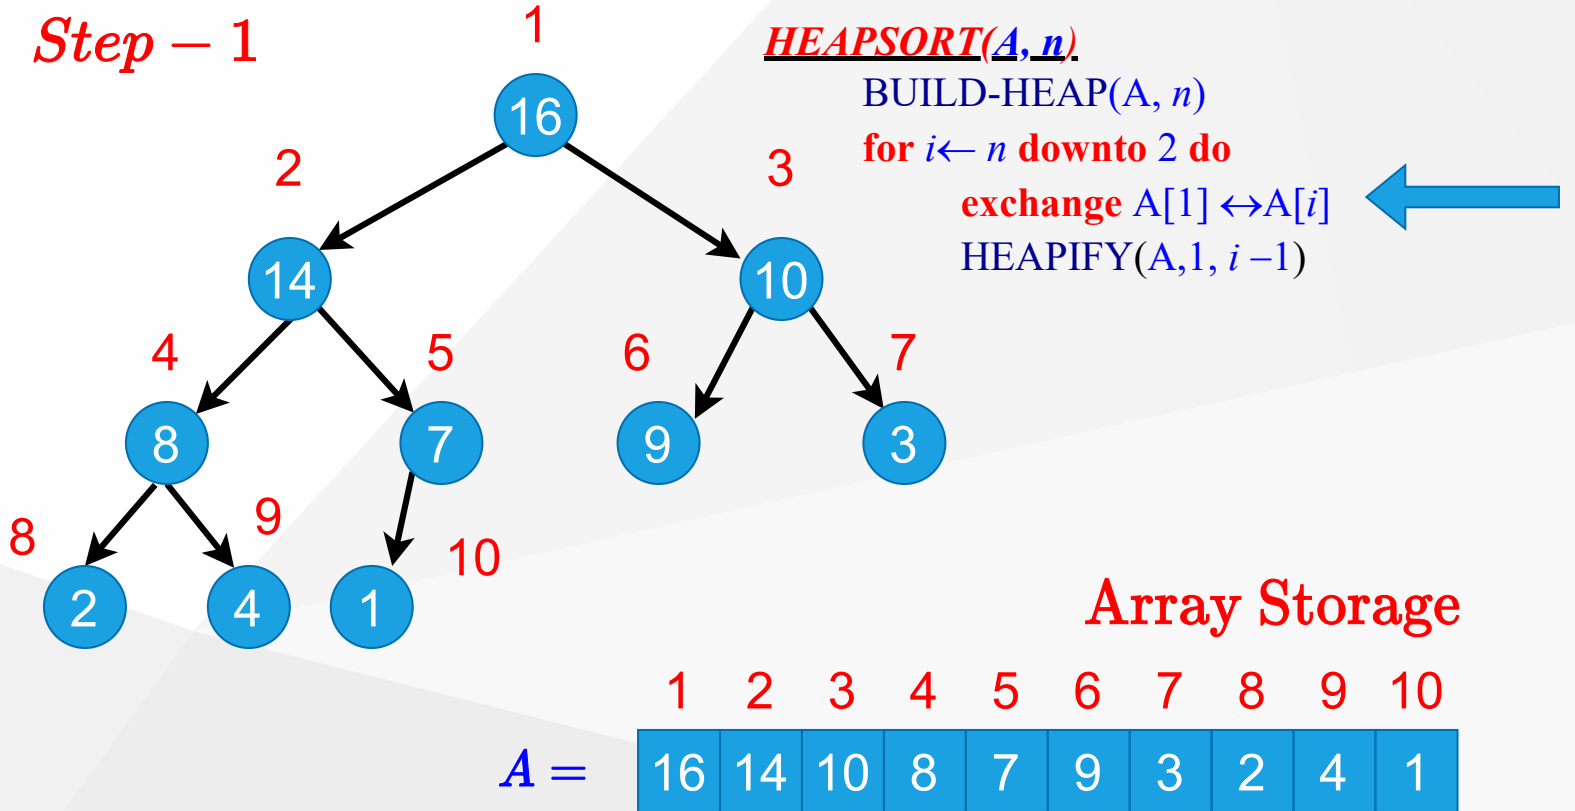 Step – 1
HEAPSORT(A, n)
BUILD-HEAP(A, n)
for i← n downto 2 do
exchange A[1] ↔A[i]
HEAPIFY(A,1, i –1)
1
16
2
3
14
10
4
5
6
7
8
7
9
3
8
9
10
2
4
1
Array Storage
1 2 3 4 5 6 7 8 9 10
A = 16 14 10 8 7 9 3 2 4 1